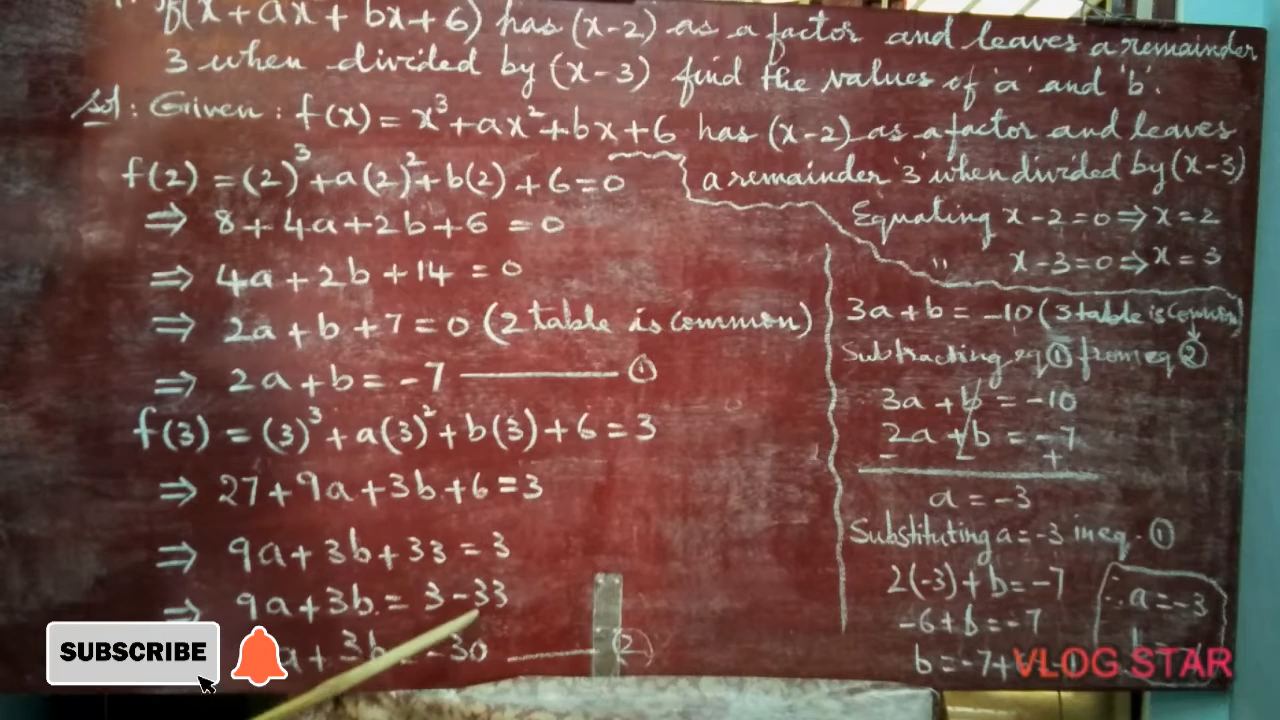 f(x + ax + bx + 6) has (x-2) as a factor and leaves a remainder
3 when divided by (x-3) find the values of 'a' and 'b'.
Sol: Given: f(x) = x³+ax²+bx+6 has (x-2) as a factor and leaves
a remainder '3' when divided by (x-3)
f(2) = (2)³+a(2)²+b(2)+6=0
⇒ 8+4a+2b+6=0
⇒ 4a+2b+14=0
⇒ 2a+b+7=0 (2 table is common)
⇒ 2a+b=-7 ①
f(3) = (3)³+a(3)²+b(3)+6=3
⇒ 27+9a+3b+6=3
⇒ 9a+3b+33=3
⇒ 9a+3b=3-33
a+3b=-30 (2)
Equating x-2=0⇒x=2
" x-3=0⇒x=3
3a+b=-10 (3 table is common)
Subtracting eq ① from eq ②
3a+b=-10
2a+b=-7
- - +
a=-3
Substituting a=-3 in eq. ①
2(-3)+b=-7
-6+b=-7
b=-7+
∴ a=-3
SUBSCRIBE
VLOG STAR